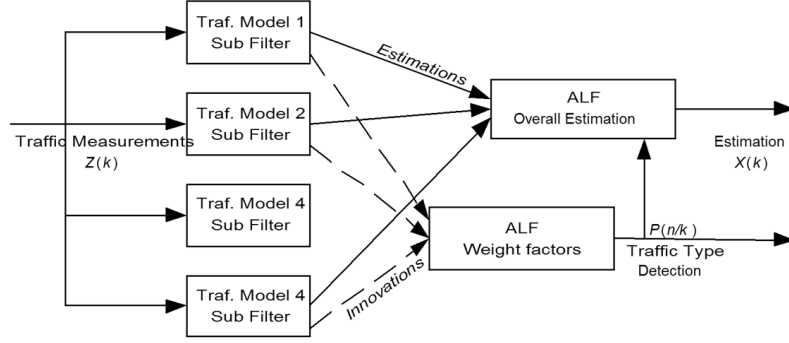 Traf. Model 1
Sub Filter
Estimations
Traf. Model 2
Sub Filter
ALF
Overall Estimation
Traffic Measurements
Z(k)
Estimation
X(k)
Traf. Model 4
Sub Filter
ALF
Weight factors
P(n/k)
Traffic Type
Detection
Traf. Model 4
Sub Filter
Innovations